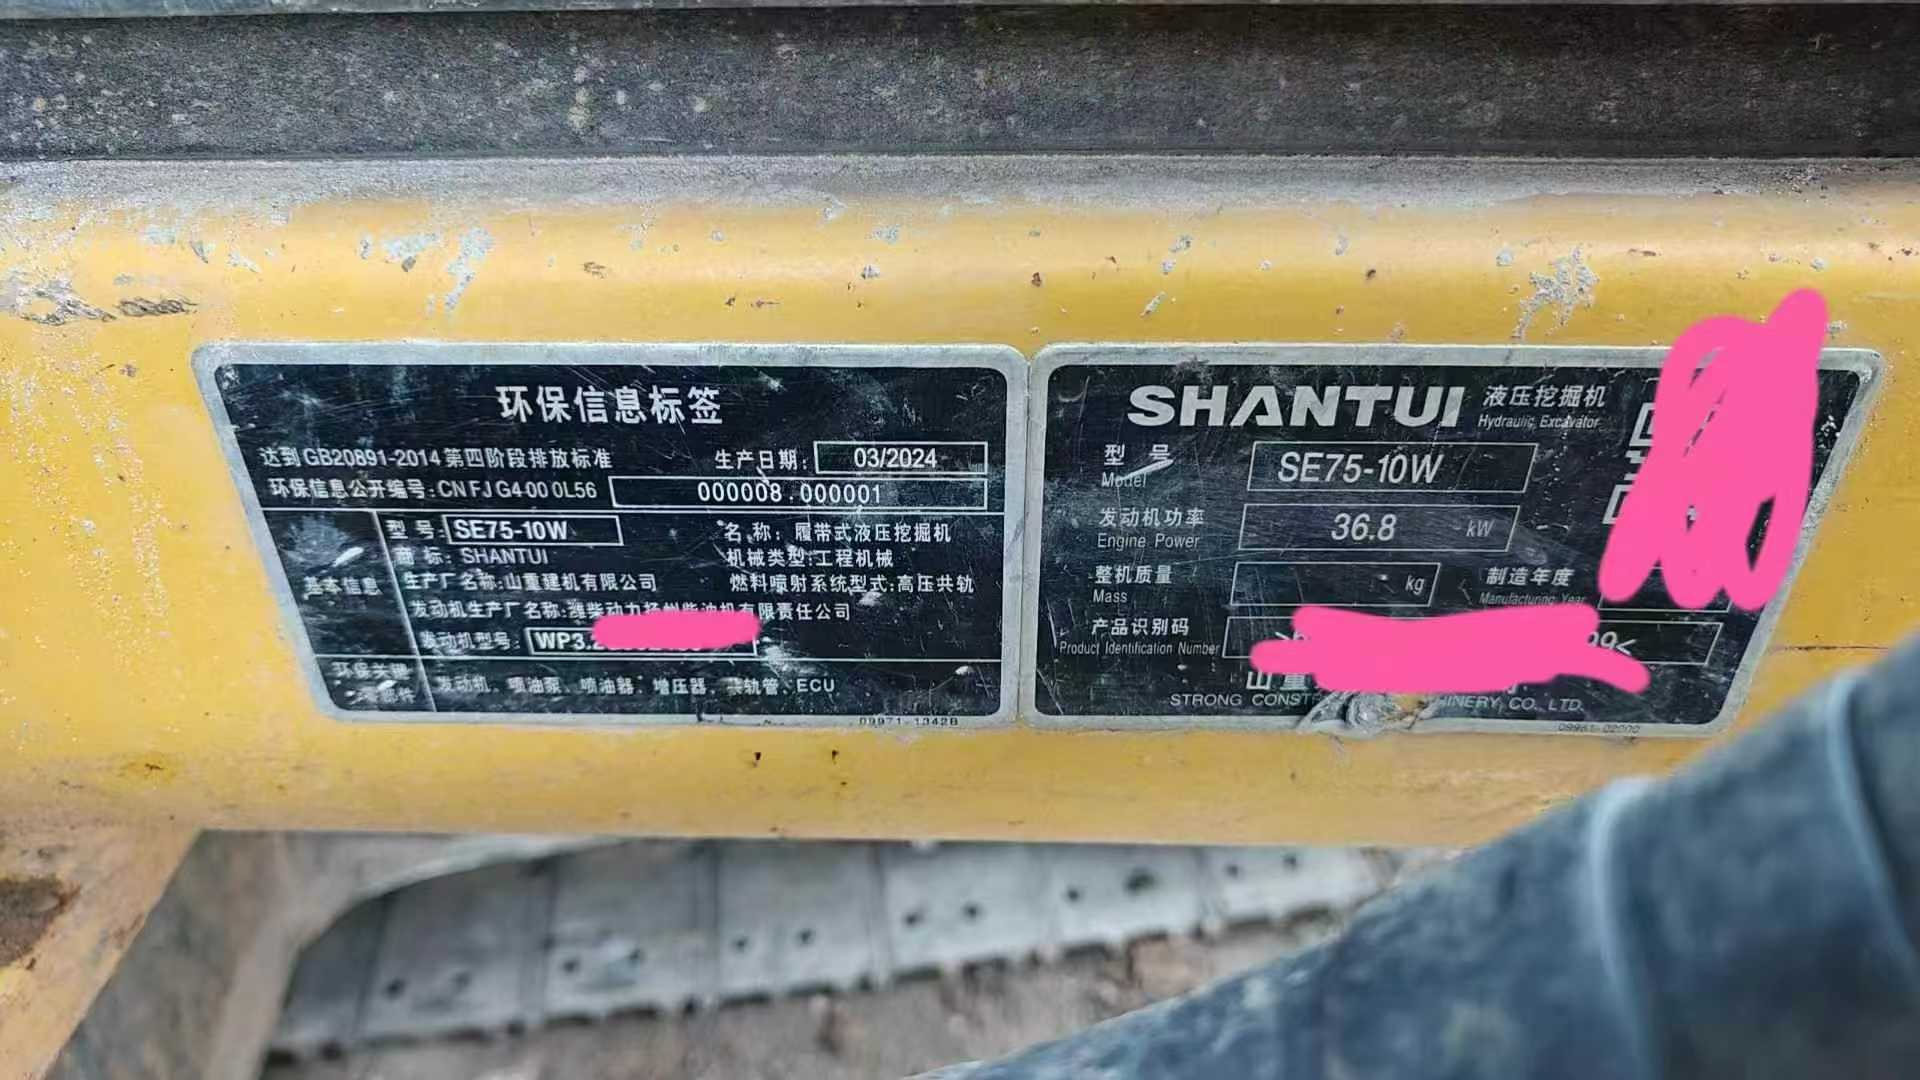 环保信息标签
达到GB20891-2014第四阶段排放标准 生产日期: 03/2024
环保信息公开编号:CN FJ G4 00 0L56 000008.000001
基本信息
型 号: SE75-10W 名 称: 履带式液压挖掘机
商 标: SHANTUI 机械类型:工程机械
生产厂名称:山重建机有限公司 燃料喷射系统型式:高压共轨
发动机生产厂名称:潍柴动力扬州柴油机有限责任公司
发动机型号: WP3.2
环保关键零部件
发动机、喷油泵、喷油器、增压器、共轨管、ECU
09971-13428
SHANTUI 液压挖掘机
Hydraulic Excavator
型 号 SE75-10W
Model
发动机功率 36.8 kW
Engine Power
整机质量 kg 制造年度
Mass Manufacturing Year
产品识别码
Product Identification Number
山重
STRONG CONST HINERY, CO., LTD.